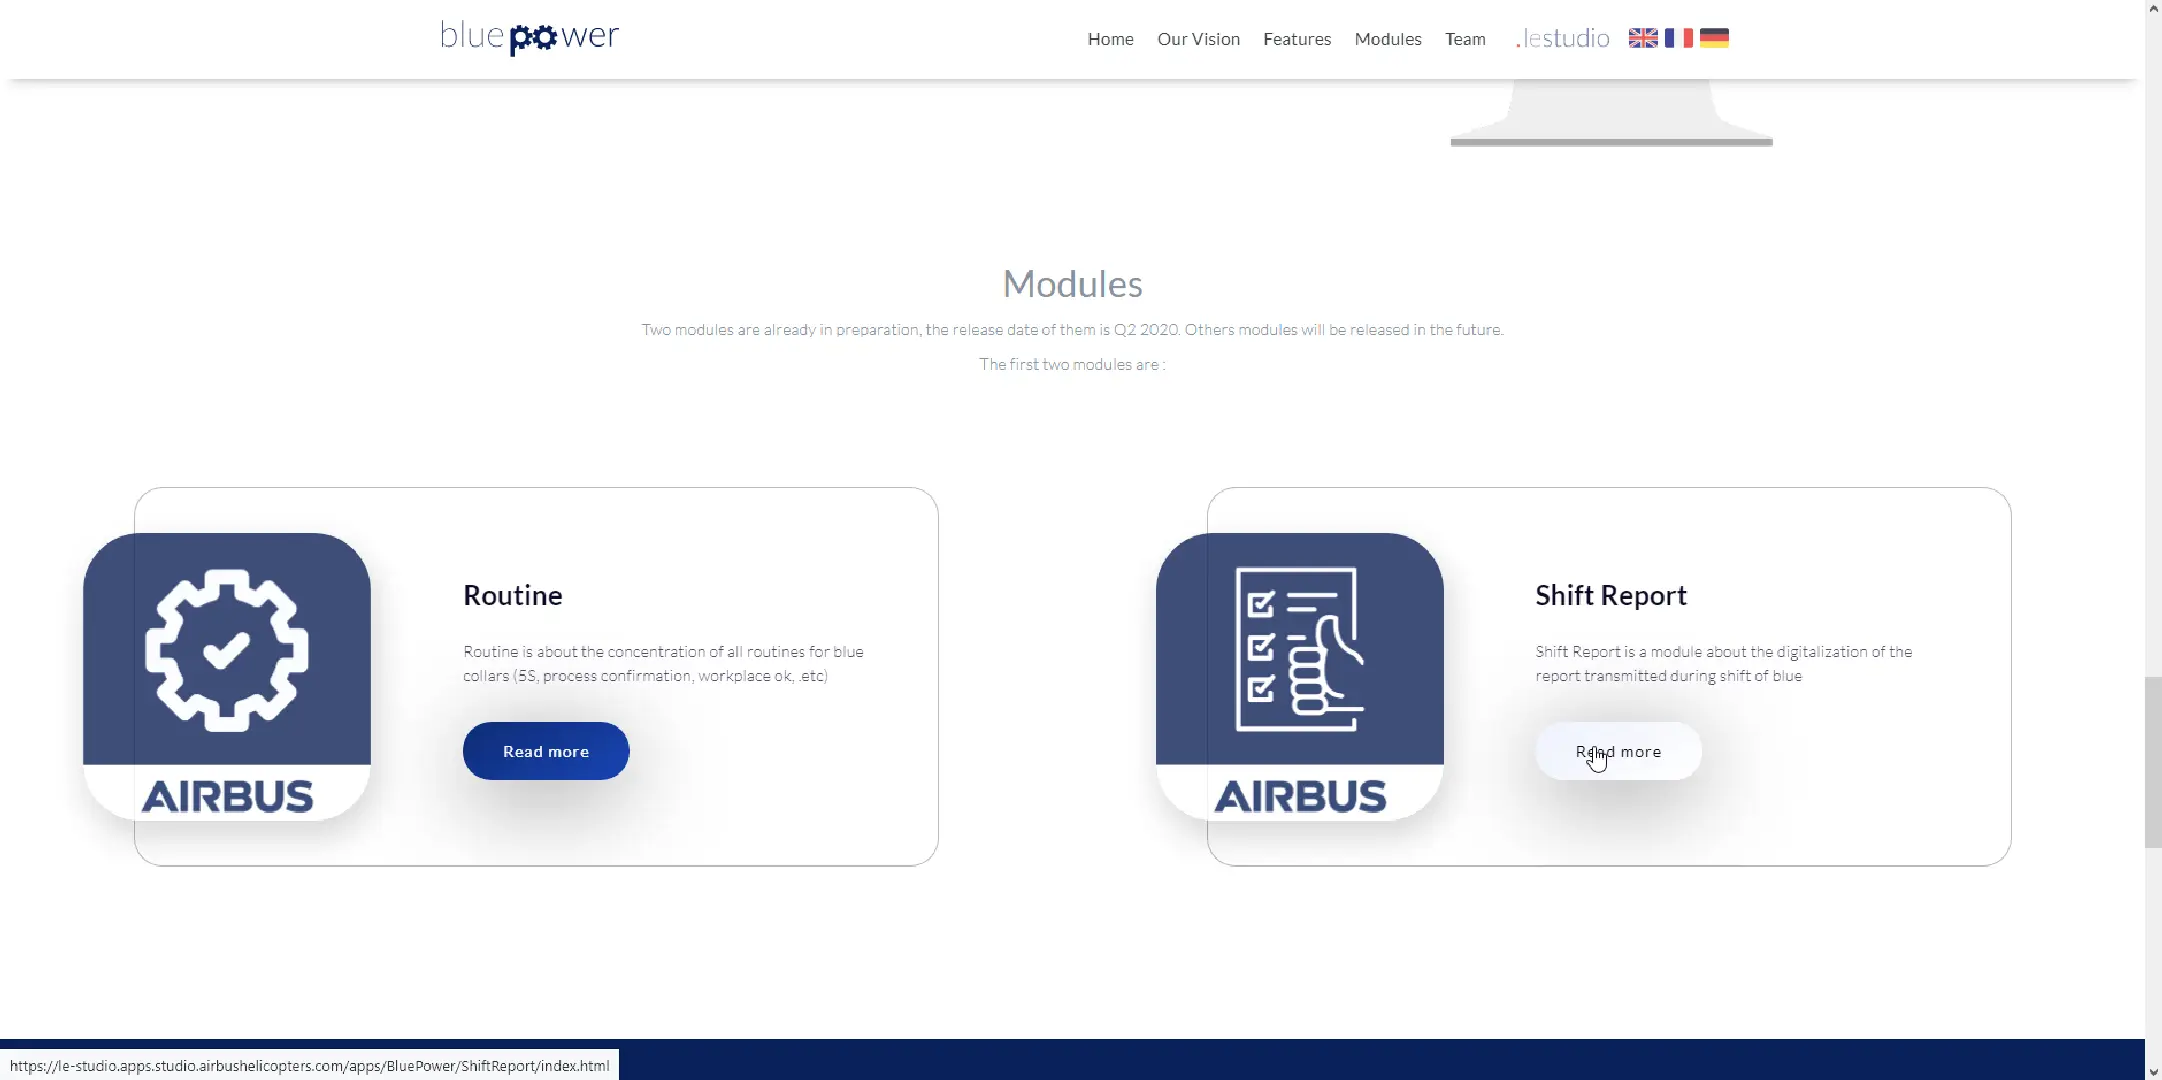 bluepower
Home Our Vision Features Modules Team .lestudio
Modules
Two modules are already in preparation, the release date of them is Q2 2020. Others modules will be released in the future.
The first two modules are :
Routine
Routine is about the concentration of all routines for blue
collars (5S, process confirmation, workplace ok, .etc)
Read more
AIRBUS
Shift Report
Shift Report is a module about the digitalization of the
report transmitted during shift of blue
Read more
AIRBUS
https://le-studio.apps.studio.airbushelicopters.com/apps/BluePower/ShiftReport/index.html